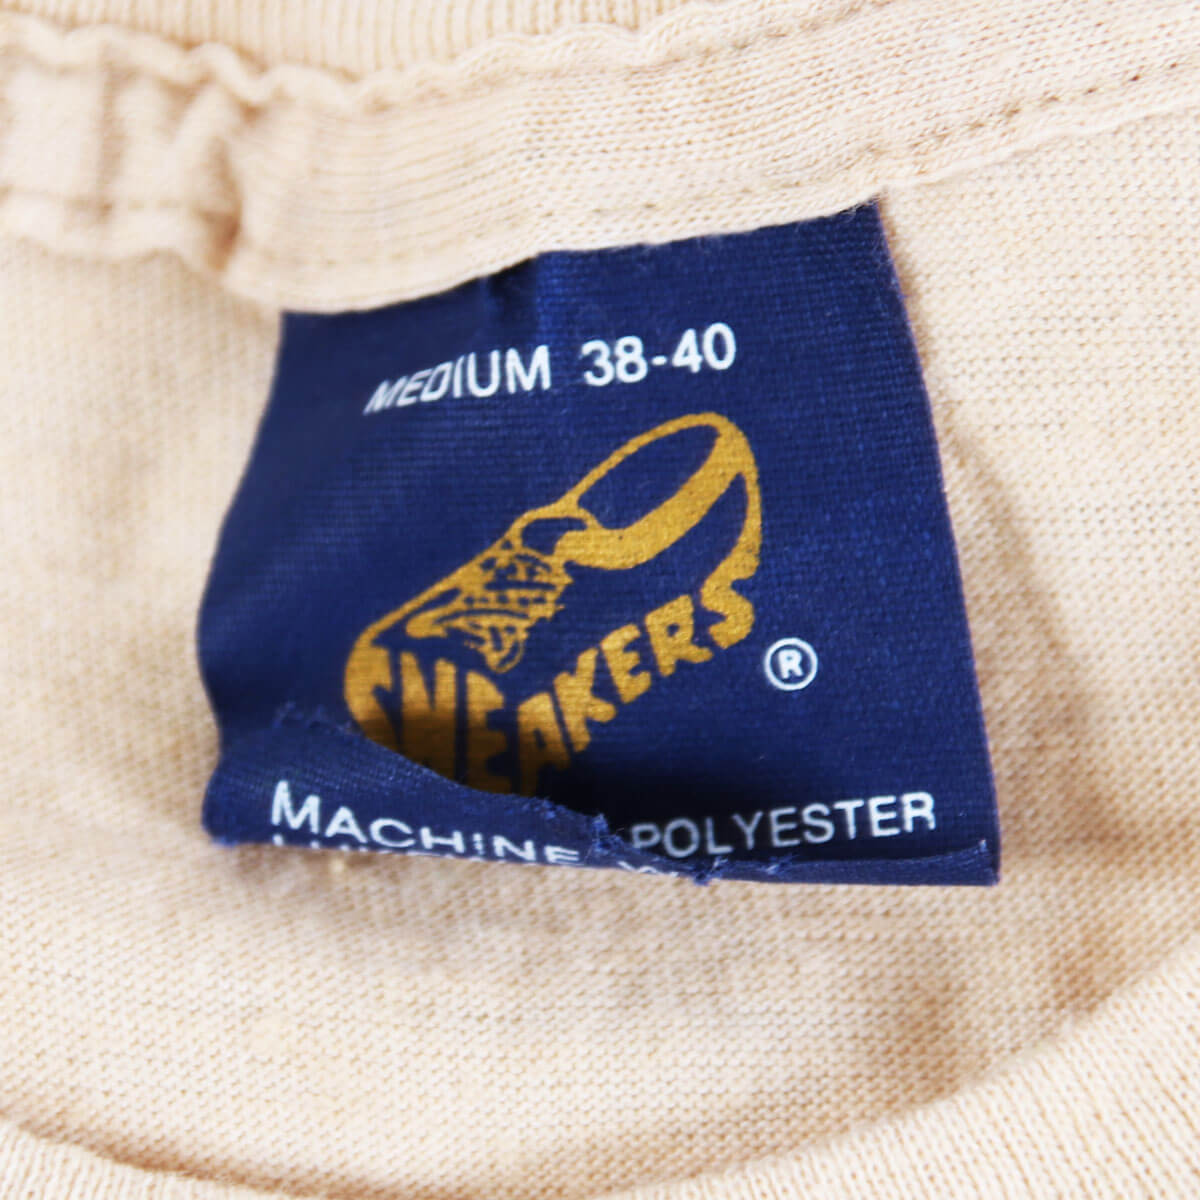 MEDIUM 38-40
SNEAKERS
®
POLYESTER
MACHINE